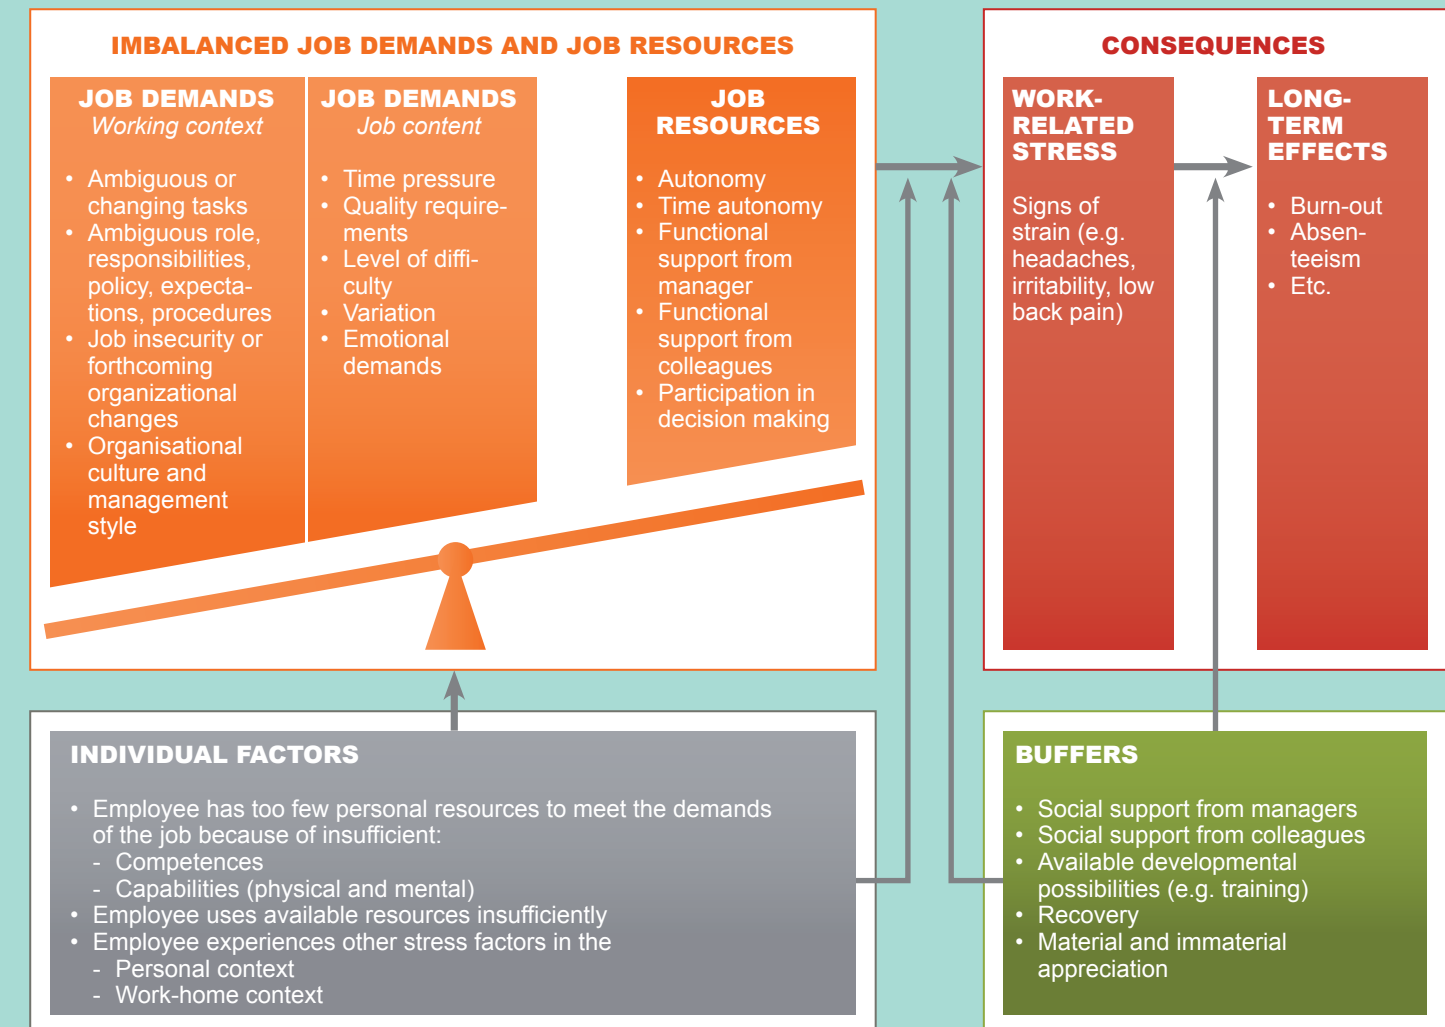 IMBALANCED JOB DEMANDS AND JOB RESOURCES
JOB DEMANDS
Working context
• Ambiguous or
changing tasks
• Ambiguous role,
responsibilities,
policy, expecta-
tions, procedures
• Job insecurity or
forthcoming
organizational
changes
• Organisational
culture and
management
style
JOB DEMANDS
Job content
• Time pressure
• Quality require-
ments
• Level of diffi-
culty
• Variation
• Emotional
demands
JOB
RESOURCES
• Autonomy
• Time autonomy
• Functional
support from
manager
• Functional
support from
colleagues
• Participation in
decision making
CONSEQUENCES
WORK-
RELATED
STRESS
Signs of
strain (e.g.
headaches,
irritability, low
back pain)
LONG-
TERM
EFFECTS
• Burn-out
• Absen-
teeism
• Etc.
INDIVIDUAL FACTORS
• Employee has too few personal resources to meet the demands
of the job because of insufficient:
- Competences
- Capabilities (physical and mental)
• Employee uses available resources insufficiently
• Employee experiences other stress factors in the
- Personal context
- Work-home context
BUFFERS
• Social support from managers
• Social support from colleagues
• Available developmental
possibilities (e.g. training)
• Recovery
• Material and immaterial
appreciation